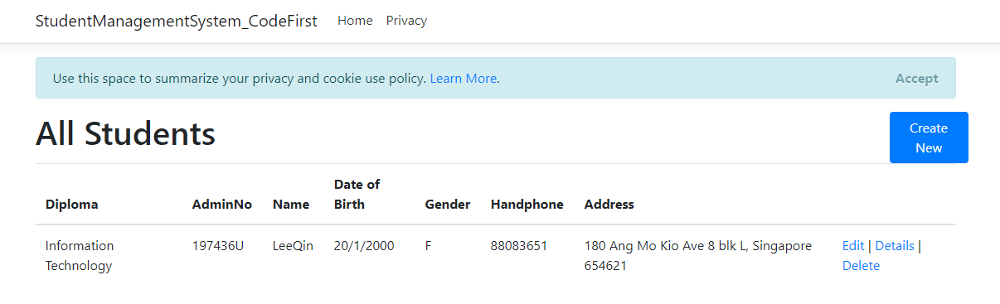 StudentManagementSystem_CodeFirst Home Privacy
Use this space to summarize your privacy and cookie use policy. Learn More. Accept
All Students
Create
New
Date of
Diploma AdminNo Name Birth Gender Handphone Address
Information 197436U LeeQin 20/1/2000 F 88083651 180 Ang Mo Kio Ave 8 blk L, Singapore Edit | Details |
Technology 654621 Delete